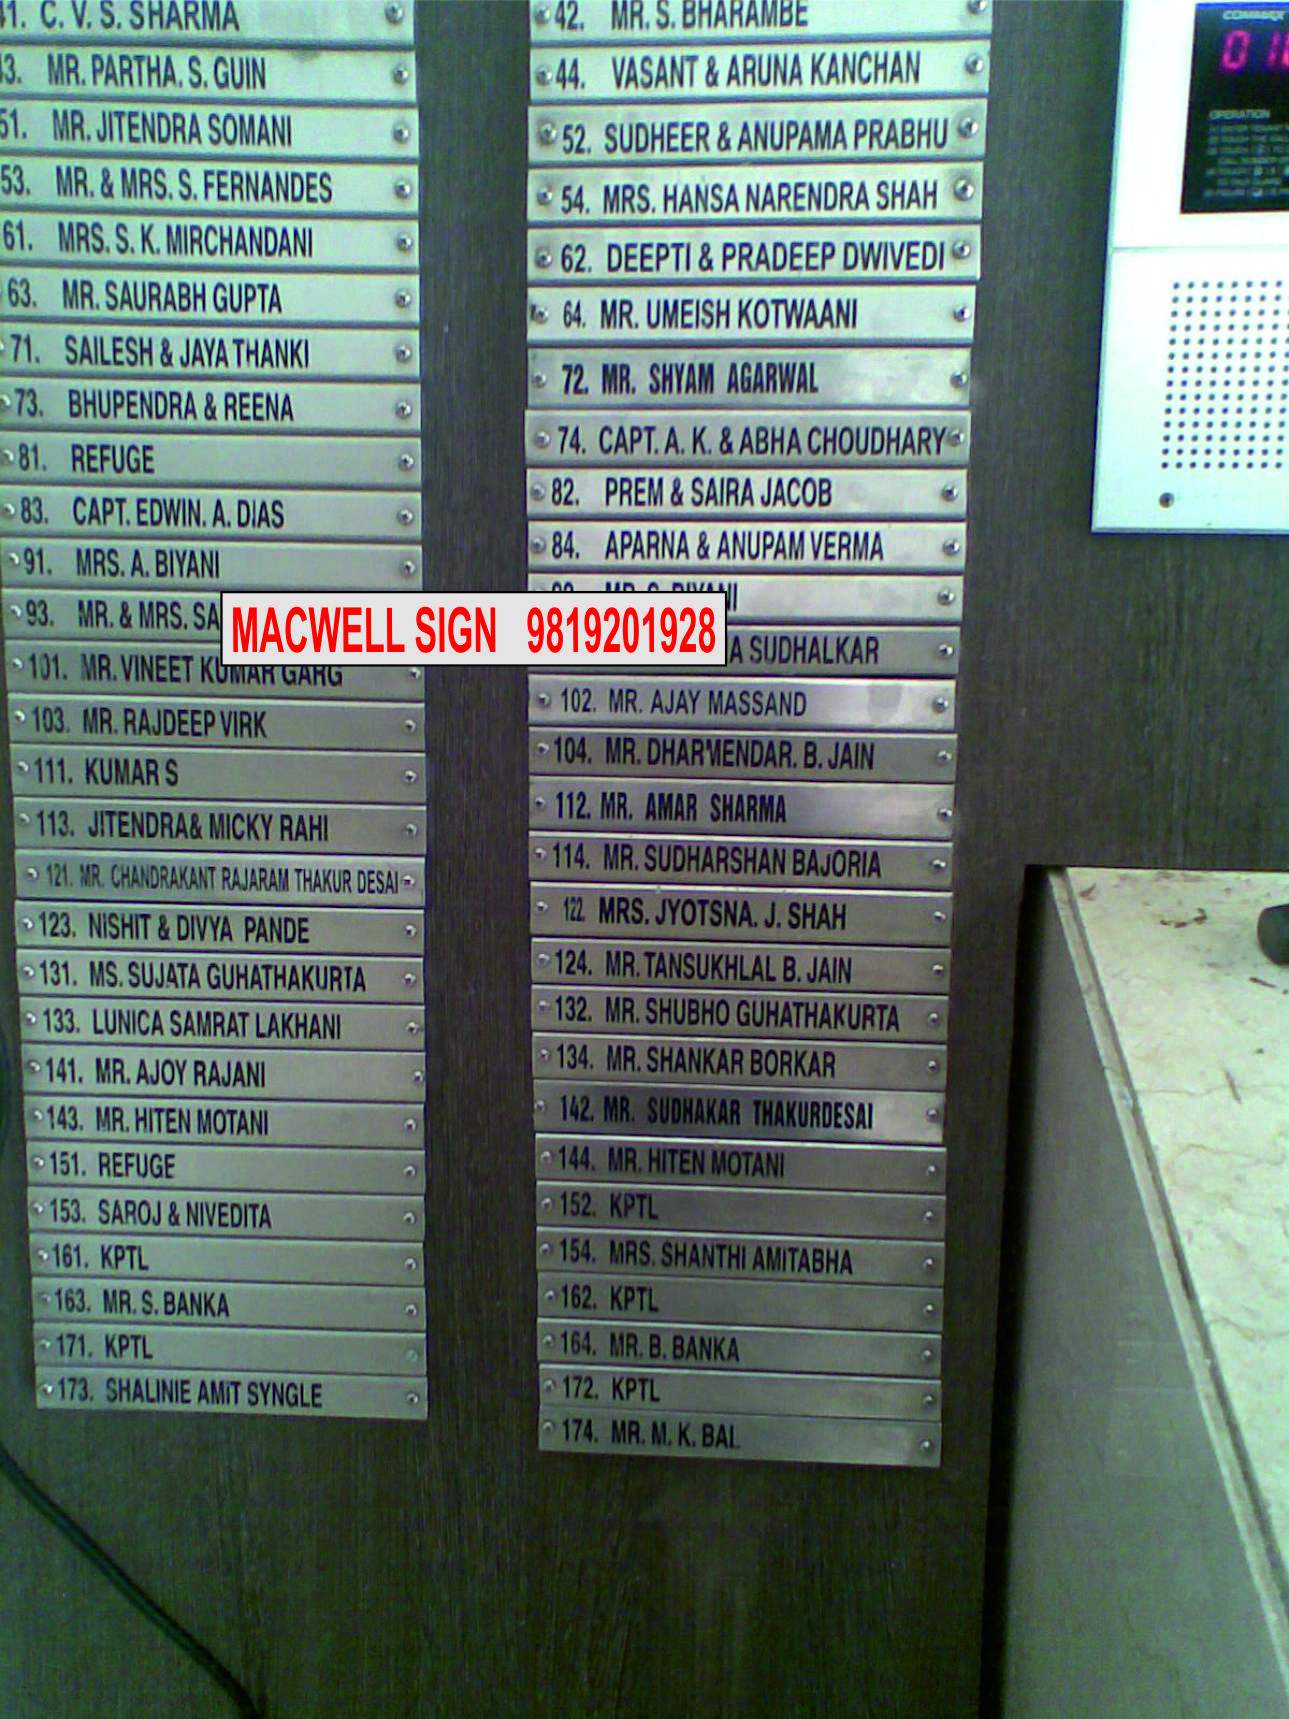 41. C. V. S. SHARMA
43. MR. PARTHA. S. GUIN
51. MR. JITENDRA SOMANI
53. MR. & MRS. S. FERNANDES
61. MRS. S. K. MIRCHANDANI
63. MR. SAURABH GUPTA
71. SAILESH & JAYA THANKI
73. BHUPENDRA & REENA
81. REFUGE
83. CAPT. EDWIN. A. DIAS
91. MRS. A. BIYANI
93. MR. & MRS.
101. MR. VINEET KUMAR GARG
103. MR. RAJDEEP VIRK
111. KUMAR S
113. JITENDRA & MICKY RAHI
121. MR. CHANDRAKANT RAJARAM THAKUR DESAI
123. NISHIT & DIVYA PANDE
131. MS. SUJATA GUHATHAKURTA
133. LUNICA SAMRAT LAKHANI
141. MR. AJOY RAJANI
143. MR. HITEN MOTANI
151. REFUGE
153. SAROJ & NIVEDITA
161. KPTL
163. MR. S. BANKA
171. KPTL
173. SHALINIE AMIT SYNGLE
42. MR. S. BHARAMBE
44. VASANT & ARUNA KANCHAN
52. SUDHEER & ANUPAMA PRABHU
54. MRS. HANSA NARENDRA SHAH
62. DEEPTI & PRADEEP DWIVEDI
64. MR. UMEISH KOTWAANI
72. MR. SHYAM AGARWAL
74. CAPT. A. K. & ABHA CHOUDHARY
82. PREM & SAIRA JACOB
84. APARNA & ANUPAM VERMA
92. MR. S. BIYANI
SUDHALKAR
102. MR. AJAY MASSAND
104. MR. DHARMENDAR. B. JAIN
112. MR. AMAR SHARMA
114. MR. SUDHARSHAN BAJORIA
122. MRS. JYOTSNA. J. SHAH
124. MR. TANSUKHLAL B. JAIN
132. MR. SHUBHO GUHATHAKURTA
134. MR. SHANKAR BORKAR
142. MR. SUDHAKAR THAKURDESAI
144. MR. HITEN MOTANI
152. KPTL
154. MRS. SHANTHI AMITABHA
162. KPTL
164. MR. B. BANKA
172. KPTL
174. MR. M. K. BAL
MACWELL SIGN 9819201928
COMMAX
OPERATION